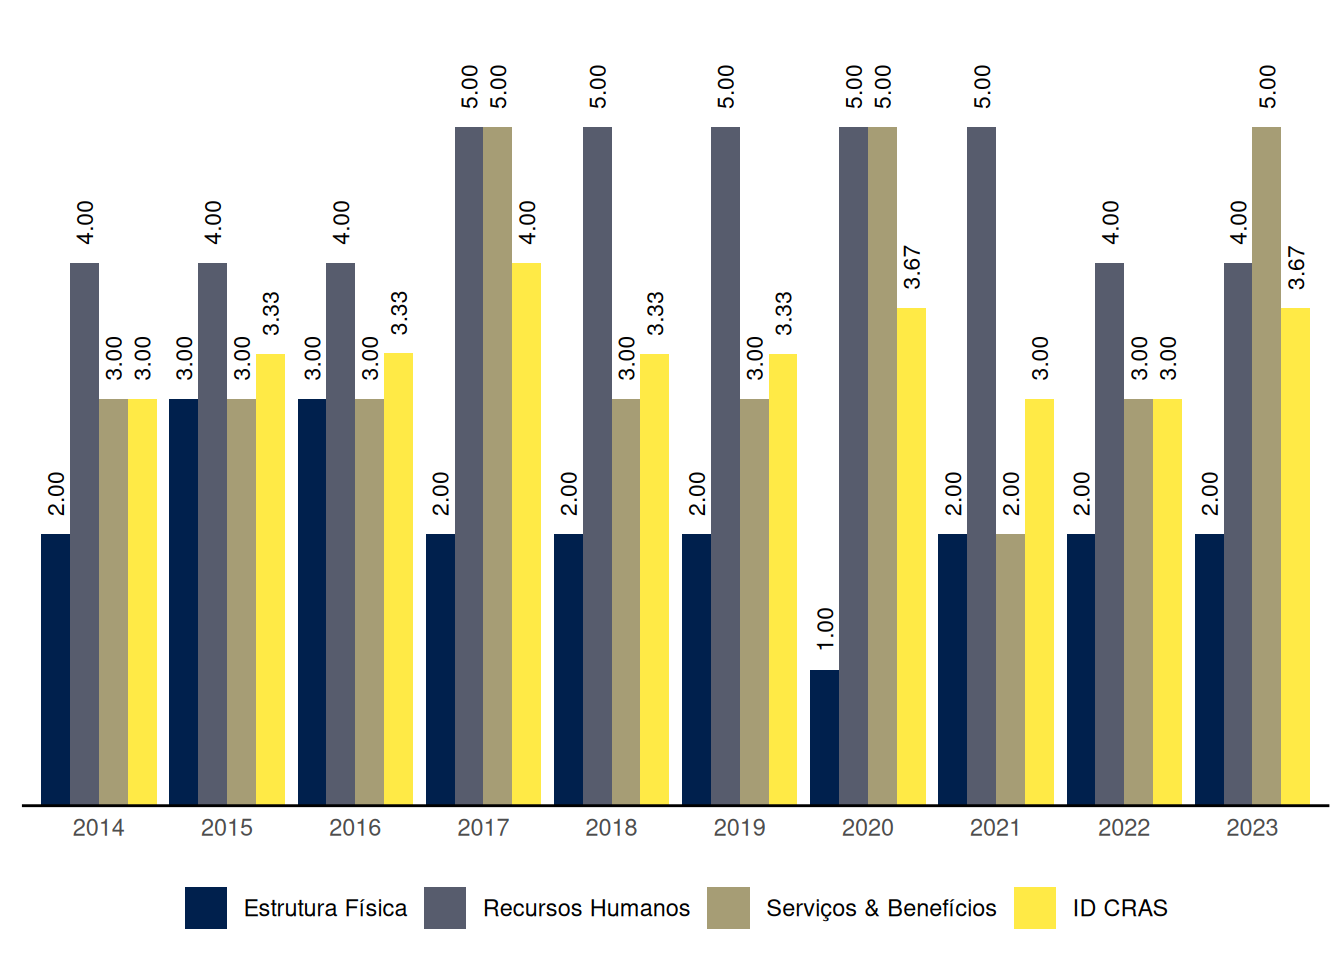 5.00 5.00 5.00 5.00 5.00 5.00 5.00 5.00
4.00 4.00 4.00 4.00 4.00 4.00
3.67 3.67
3.33 3.33 3.33 3.33
3.00 3.00 3.00 3.00 3.00 3.00 3.00 3.00 3.00 3.00 3.00
2.00 2.00 2.00 2.00 2.00 2.00 2.00 2.00
1.00
2014 2015 2016 2017 2018 2019 2020 2021 2022 2023
Estrutura Física Recursos Humanos Serviços & Benefícios ID CRAS